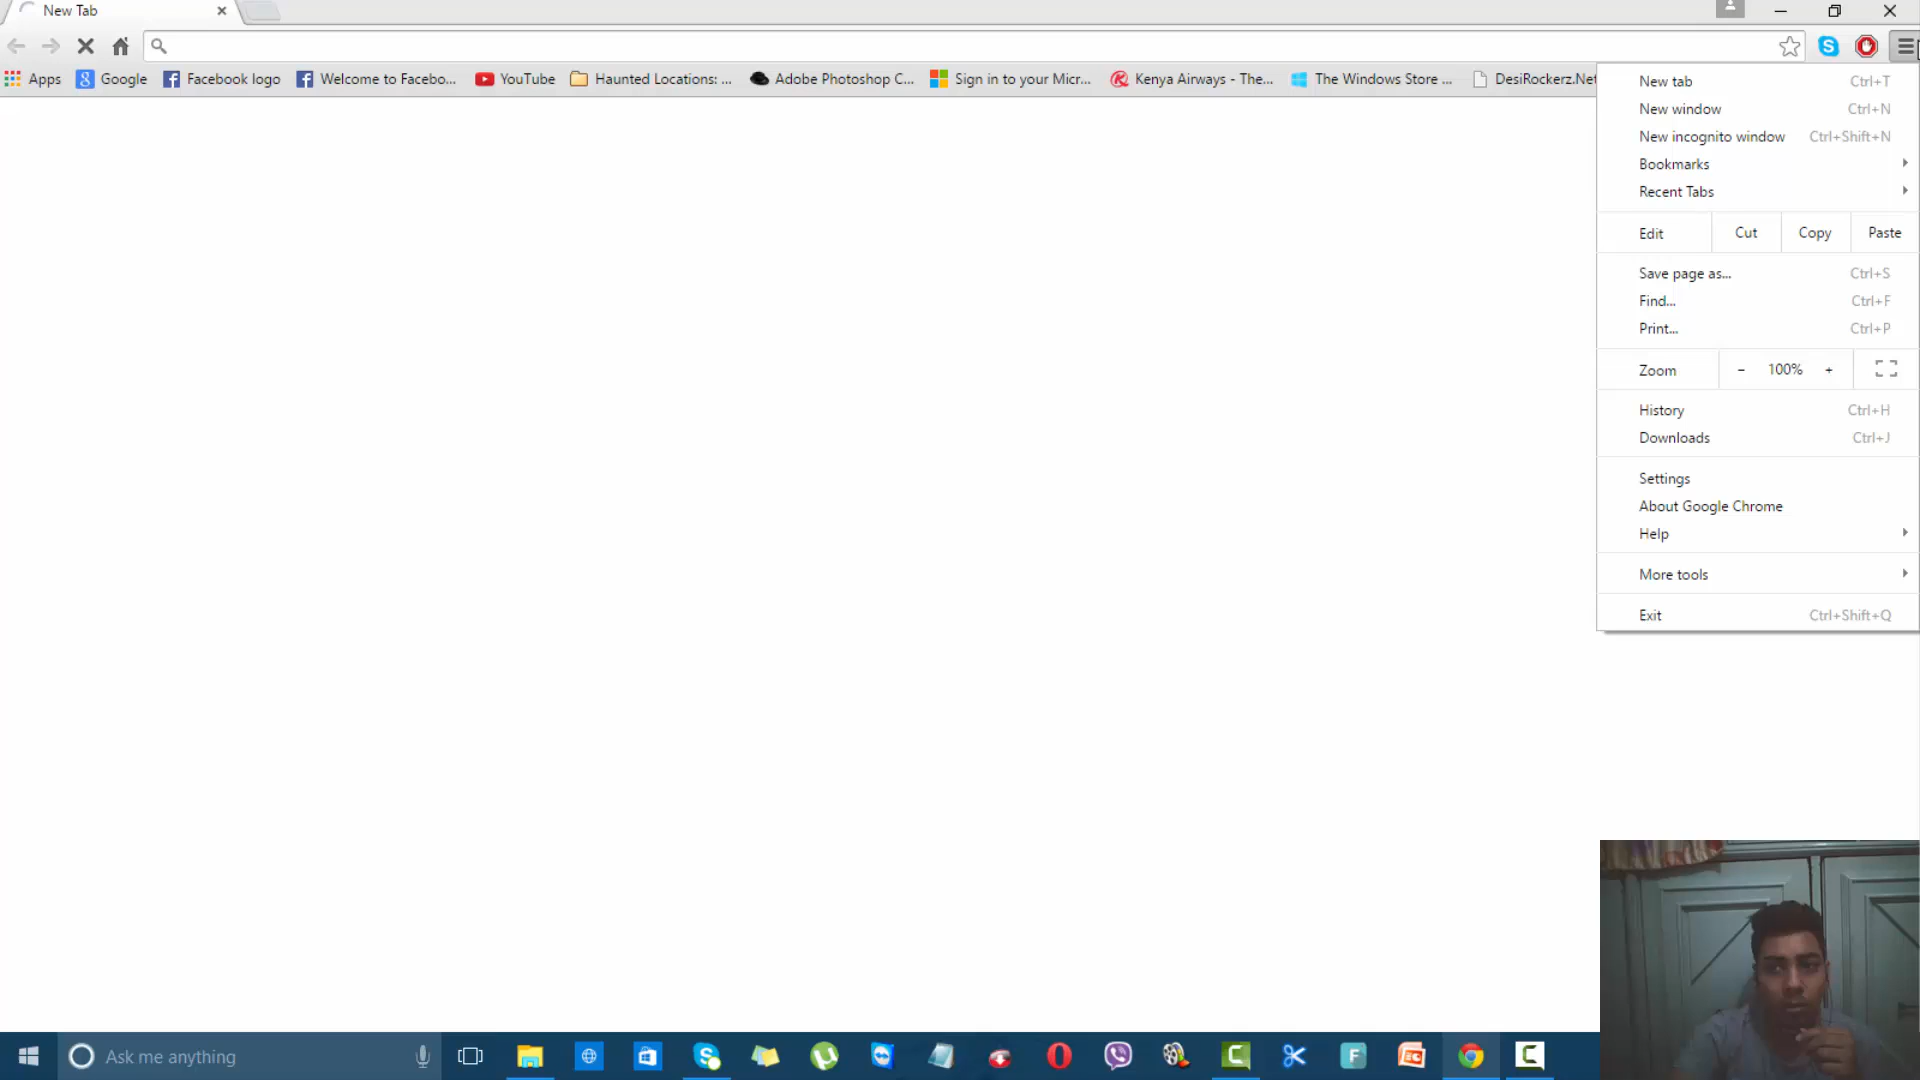 New Tab
Apps Google Facebook logo Welcome to Facebo... YouTube Haunted Locations: ... Adobe Photoshop C... Sign in to your Micr... Kenya Airways - The... The Windows Store ... DesiRockerz.Net
New tab Ctrl+T
New window Ctrl+N
New incognito window Ctrl+Shift+N
Bookmarks
Recent Tabs
Edit Cut Copy Paste
Save page as... Ctrl+S
Find... Ctrl+F
Print... Ctrl+P
Zoom - 100% +
History Ctrl+H
Downloads Ctrl+J
Settings
About Google Chrome
Help
More tools
Exit Ctrl+Shift+Q
Ask me anything